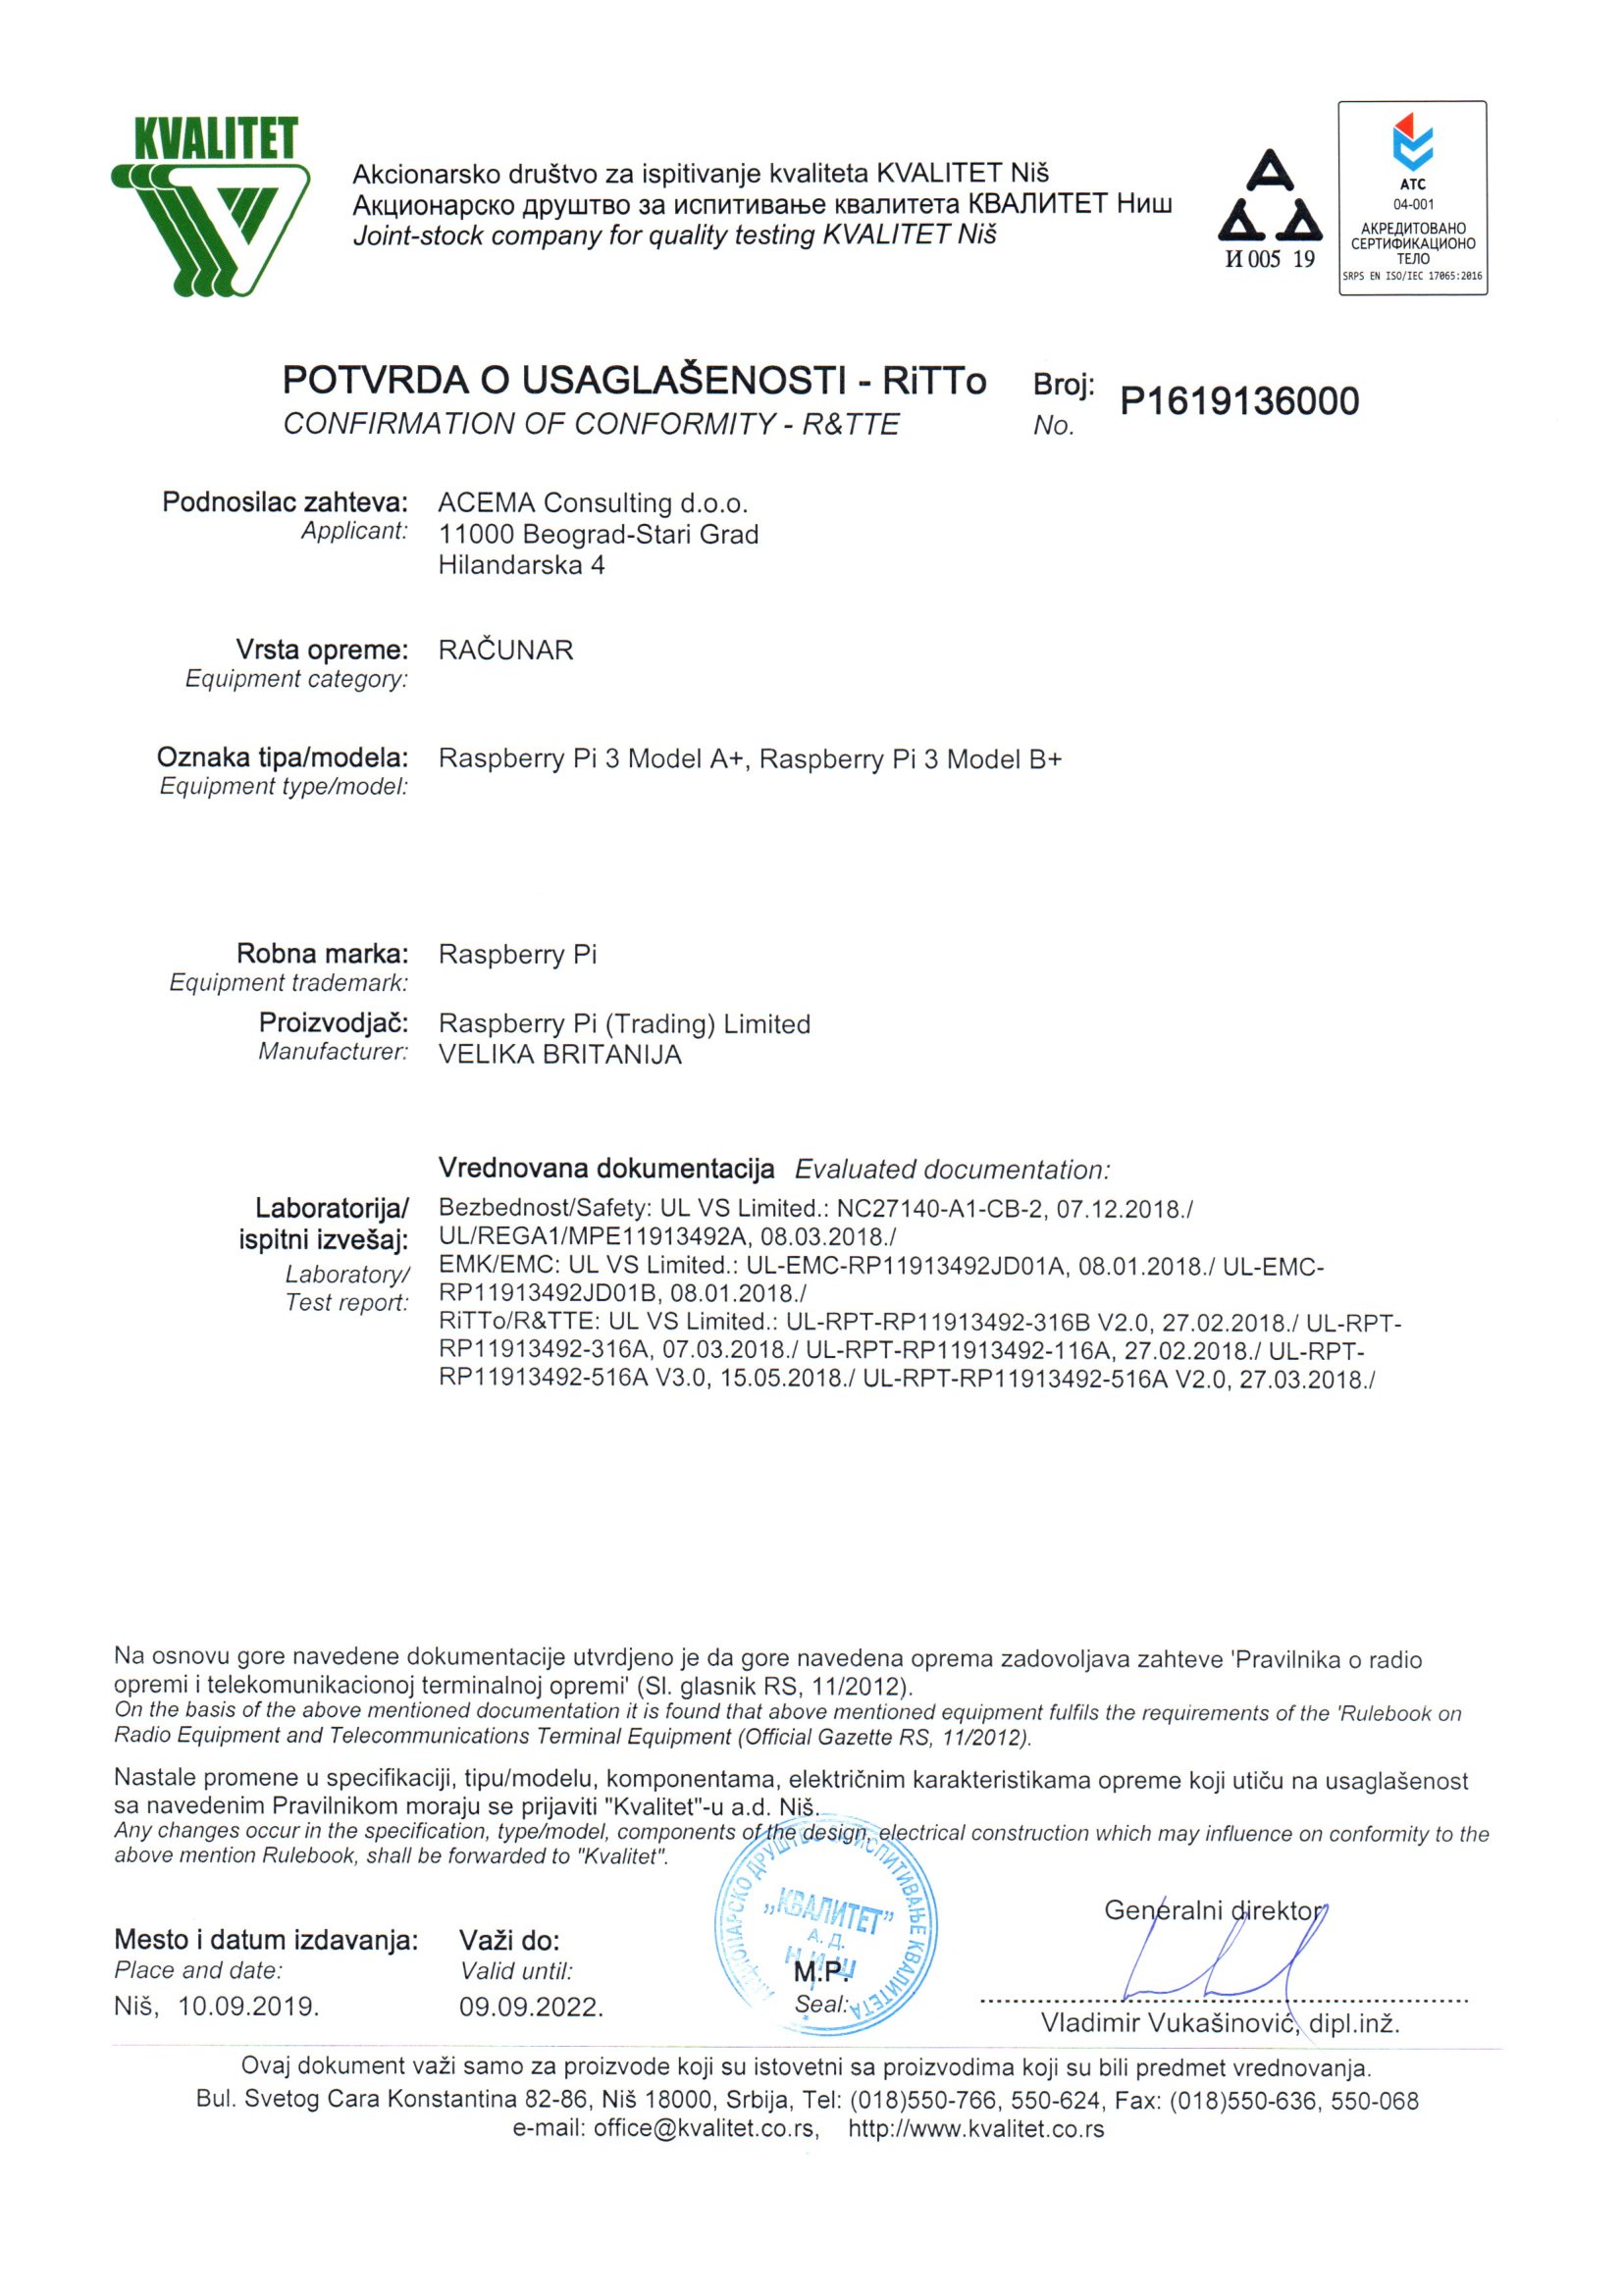 KVALITET
Akcionarsko društvo za ispitivanje kvaliteta KVALITET Niš
Акционарско друштво за испитивање квалитета КВАЛИТЕТ Ниш
Joint-stock company for quality testing KVALITET Niš
И 005 19
АТС
04-001
АКРЕДИТОВАНО
СЕРТИФИКАЦИОНО
ТЕЛО
SRPS EN ISO/IEC 17065:2016
POTVRDA O USAGLAŠENOSTI - RiTTo
CONFIRMATION OF CONFORMITY - R&TTE
Broj: P1619136000
No.
Podnosilac zahteva: ACEMA Consulting d.o.o.
Applicant: 11000 Beograd-Stari Grad
Hilandarska 4
Vrsta opreme: RAČUNAR
Equipment category:
Oznaka tipa/modela: Raspberry Pi 3 Model A+, Raspberry Pi 3 Model B+
Equipment type/model:
Robna marka: Raspberry Pi
Equipment trademark:
Proizvodjač: Raspberry Pi (Trading) Limited
Manufacturer: VELIKA BRITANIJA
Vrednovana dokumentacija Evaluated documentation:
Laboratorija/ Bezbednost/Safety: UL VS Limited.: NC27140-A1-CB-2, 07.12.2018./
ispitni izvešaj: UL/REGA1/MPE11913492A, 08.03.2018./
Laboratory/ EMK/EMC: UL VS Limited.: UL-EMC-RP11913492JD01A, 08.01.2018./ UL-EMC-
Test report: RP11913492JD01B, 08.01.2018./
RiTTo/R&TTE: UL VS Limited.: UL-RPT-RP11913492-316B V2.0, 27.02.2018./ UL-RPT-
RP11913492-316A, 07.03.2018./ UL-RPT-RP11913492-116A, 27.02.2018./ UL-RPT-
RP11913492-516A V3.0, 15.05.2018./ UL-RPT-RP11913492-516A V2.0, 27.03.2018./
Na osnovu gore navedene dokumentacije utvrdjeno je da gore navedena oprema zadovoljava zahteve 'Pravilnika o radio
opremi i telekomunikacionoj terminalnoj opremi' (Sl. glasnik RS, 11/2012).
On the basis of the above mentioned documentation it is found that above mentioned equipment fulfils the requirements of the 'Rulebook on
Radio Equipment and Telecommunications Terminal Equipment (Official Gazette RS, 11/2012).
Nastale promene u specifikaciji, tipu/modelu, komponentama, električnim karakteristikama opreme koji utiču na usaglašenost
sa navedenim Pravilnikom moraju se prijaviti "Kvalitet"-u a.d. Niš.
Any changes occur in the specification, type/model, components of the design, electrical construction which may influence on conformity to the
above mention Rulebook, shall be forwarded to "Kvalitet".
АКЦИОНАРСКО ДРУШТВО ЗА ИСПИТИВАЊЕ КВАЛИТЕТА
„КВАЛИТЕТ”
А. Д.
НИШ
Generalni direktor
Mesto i datum izdavanja: Važi do:
Place and date: Valid until: M.P.
Niš, 10.09.2019. 09.09.2022. Seal:
Vladimir Vukašinović, dipl.inž.
Ovaj dokument važi samo za proizvode koji su istovetni sa proizvodima koji su bili predmet vrednovanja.
Bul. Svetog Cara Konstantina 82-86, Niš 18000, Srbija, Tel: (018)550-766, 550-624, Fax: (018)550-636, 550-068
e-mail: office@kvalitet.co.rs, http://www.kvalitet.co.rs